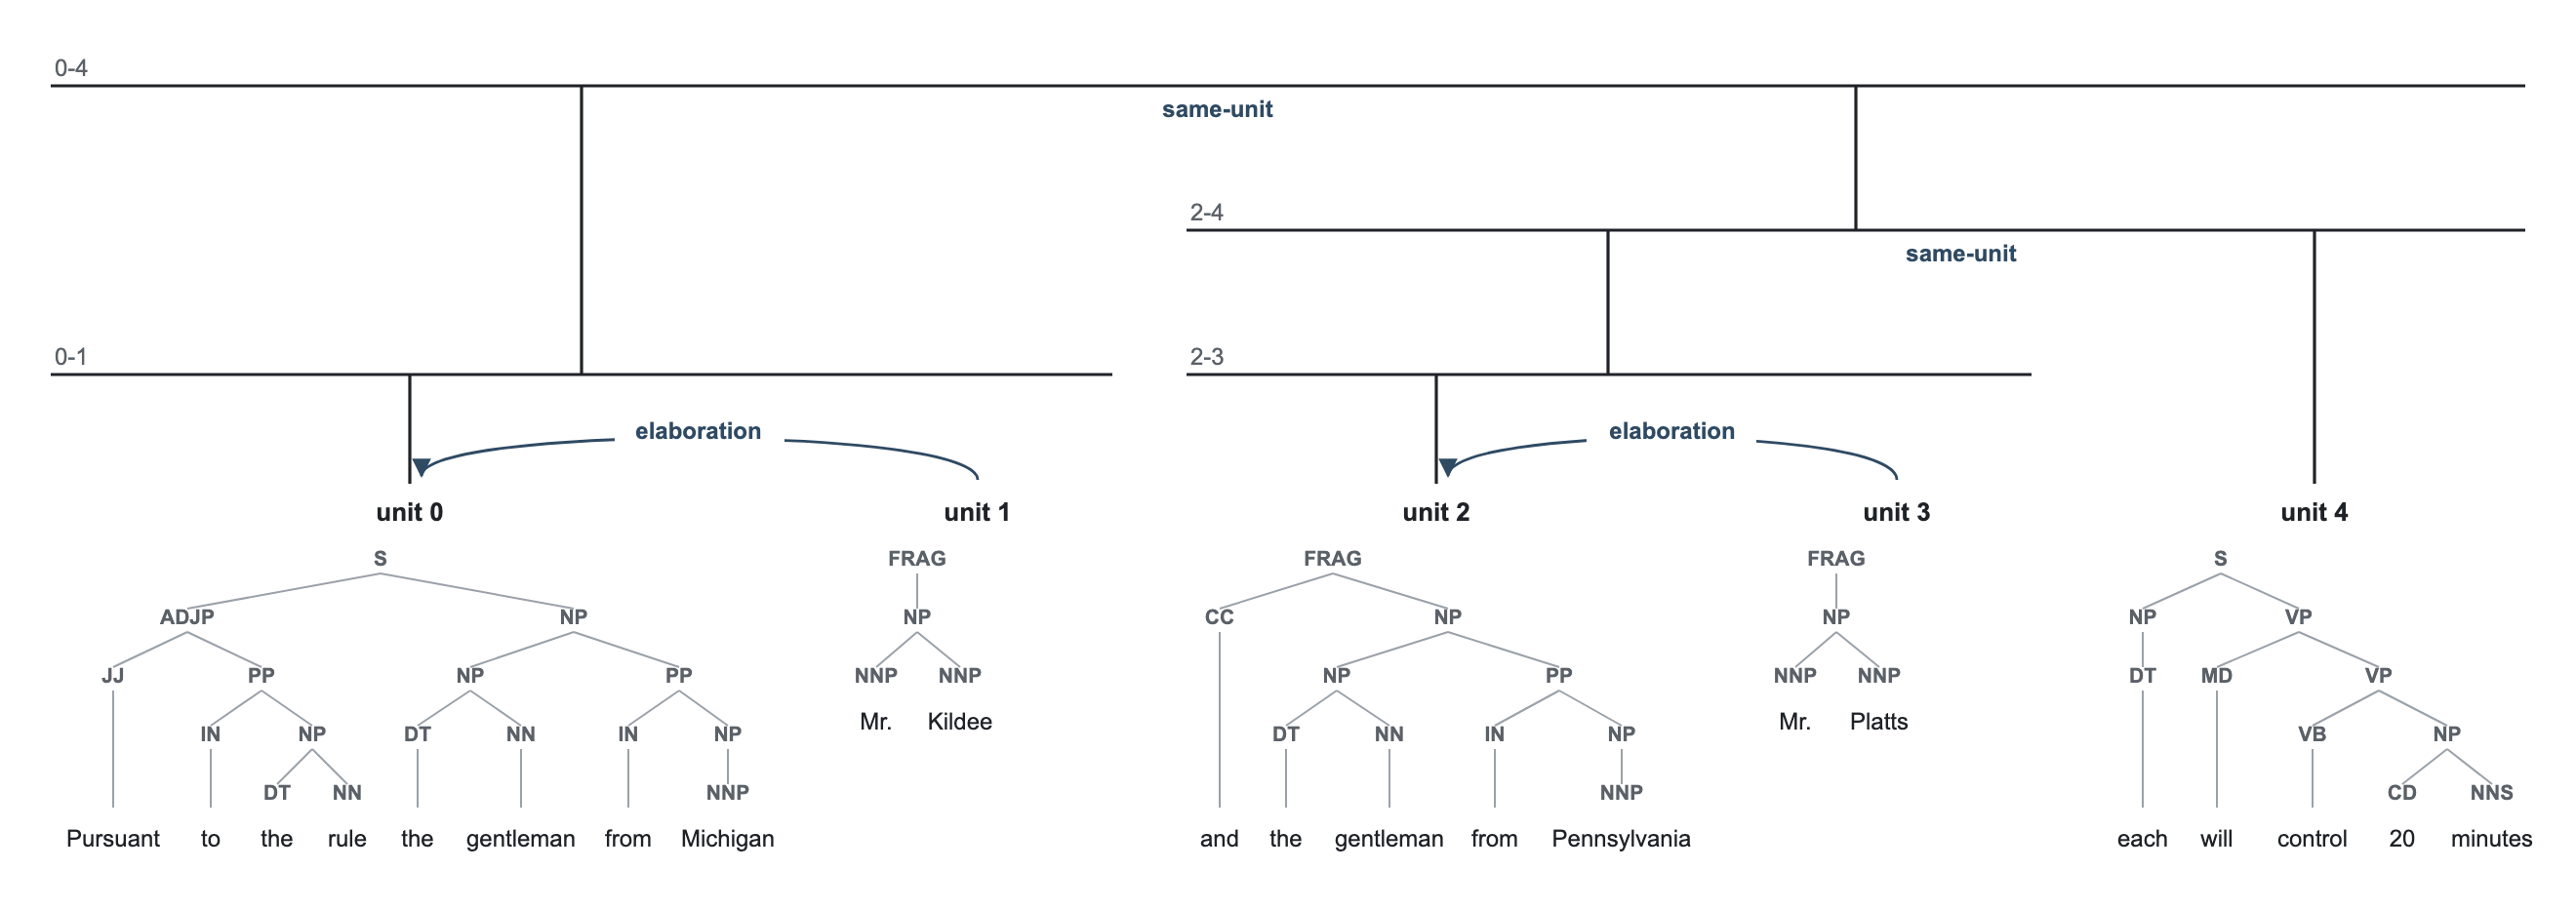 0-4
same-unit
2-4
same-unit
0-1
2-3
elaboration elaboration
unit 0 unit 1 unit 2 unit 3 unit 4
S FRAG FRAG FRAG S
ADJP NP NP CC NP NP NP VP
JJ PP NP PP NNP NNP NP PP NNP NNP DT MD VP
Mr. Kildee Mr. Platts
IN NP DT NN IN NP DT NN IN NP VB NP
DT NN NNP NNP CD NNS
Pursuant to the rule the gentleman from Michigan and the gentleman from Pennsylvania each will control 20 minutes